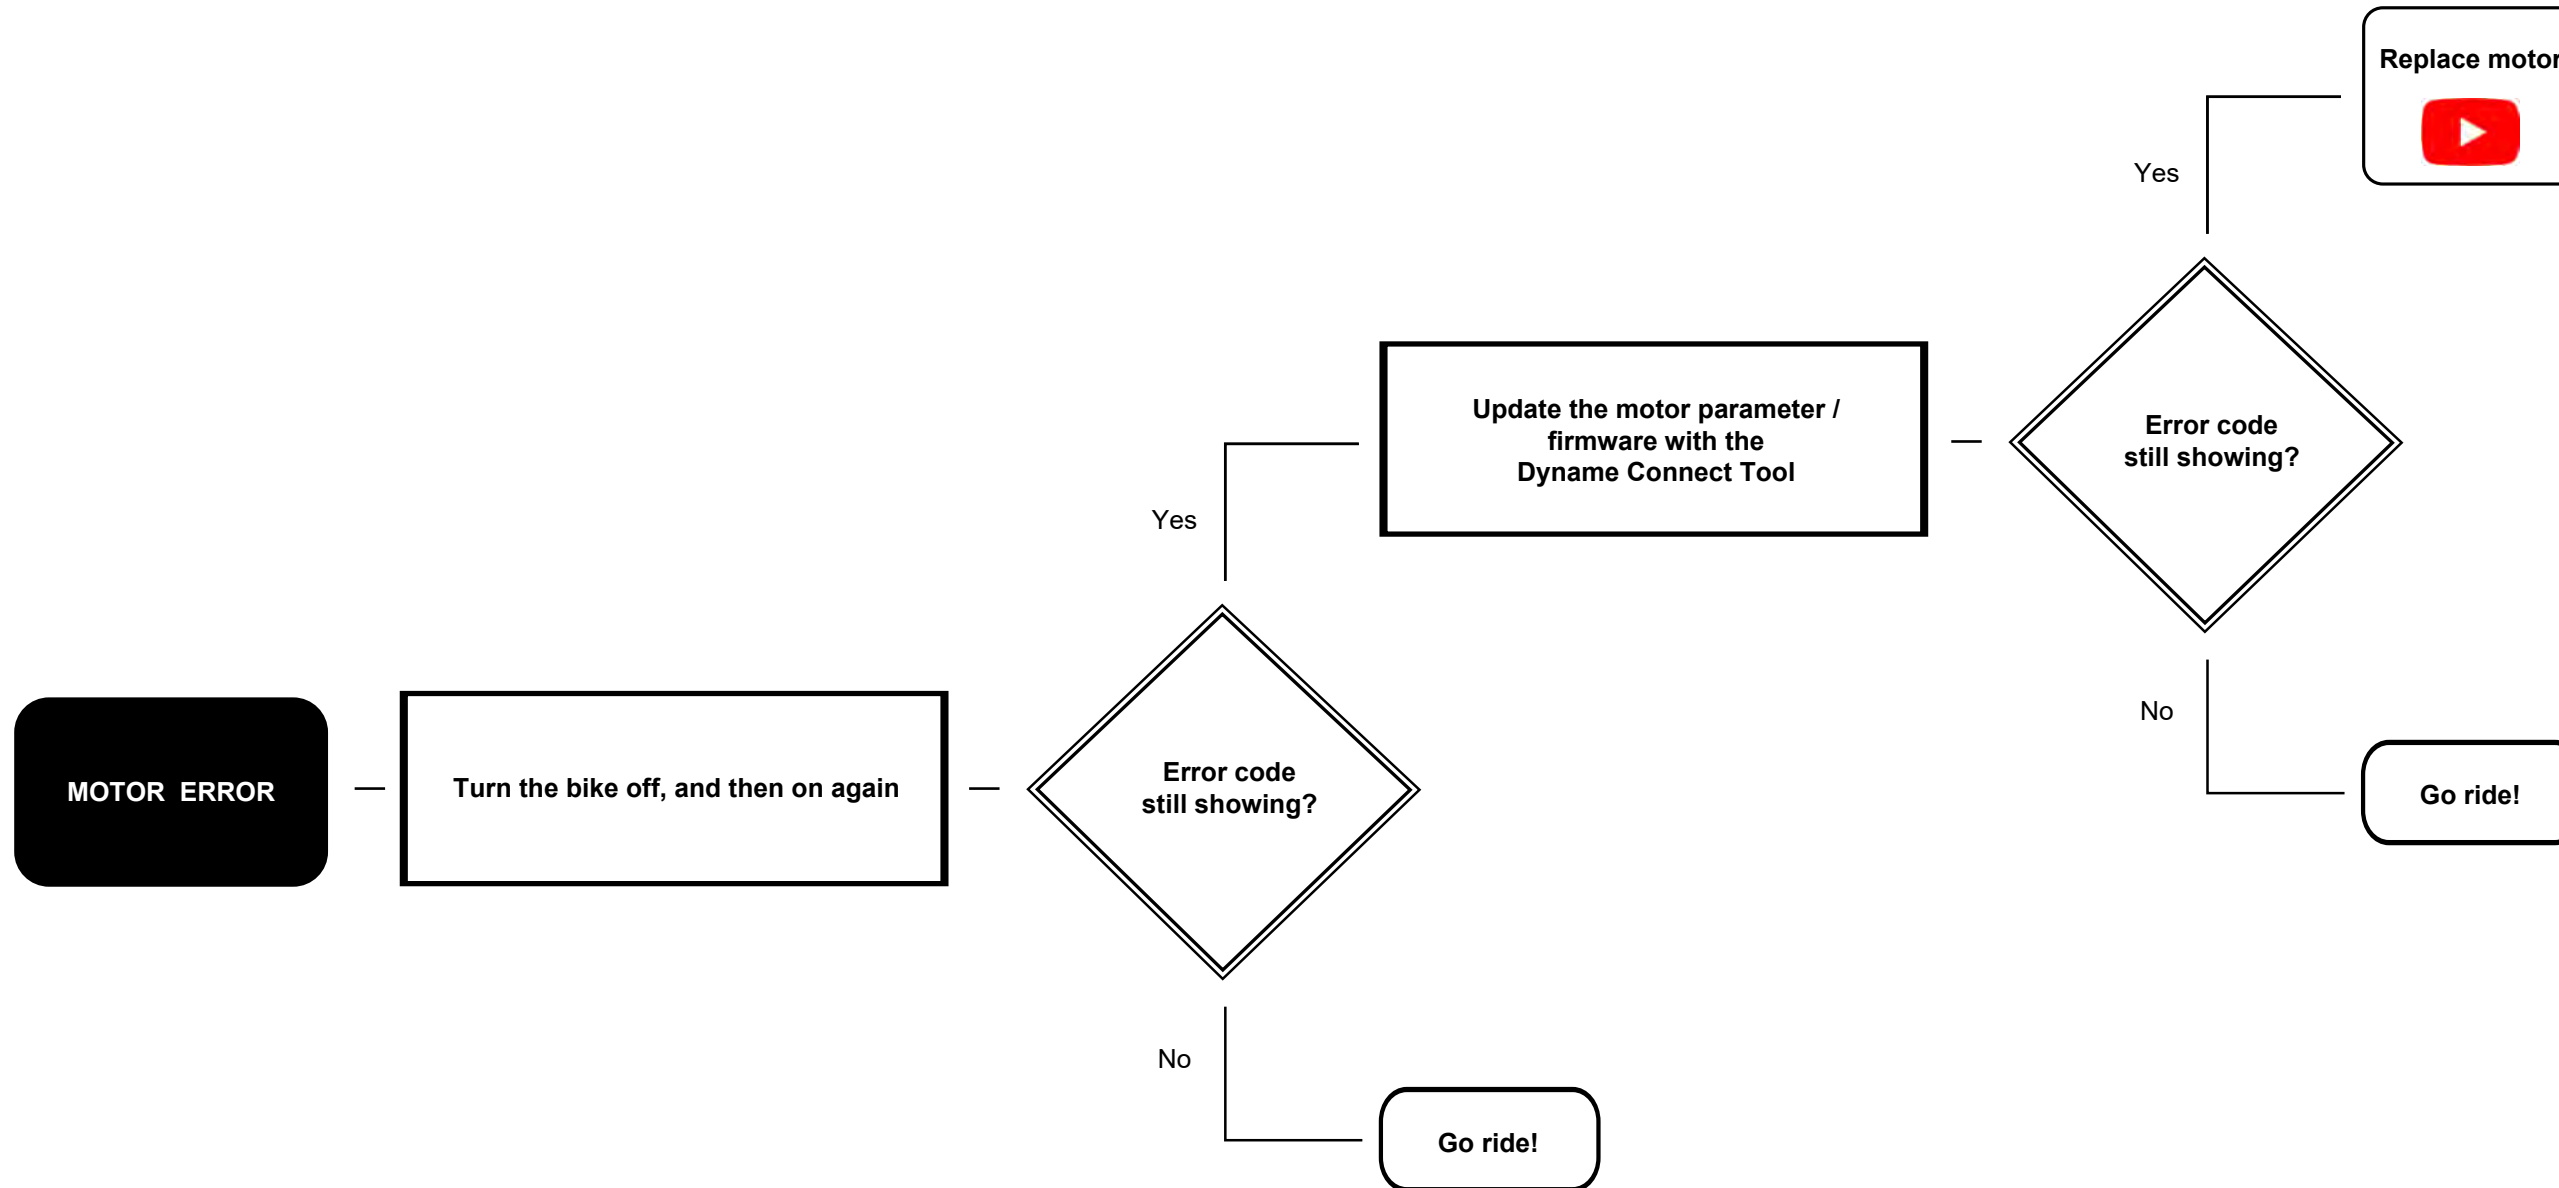 MOTOR ERROR
Turn the bike off, and then on again
Error code
still showing?
Yes
Update the motor parameter /
firmware with the
Dyname Connect Tool
Error code
still showing?
Yes
Replace motor
No
Go ride!
No
Go ride!